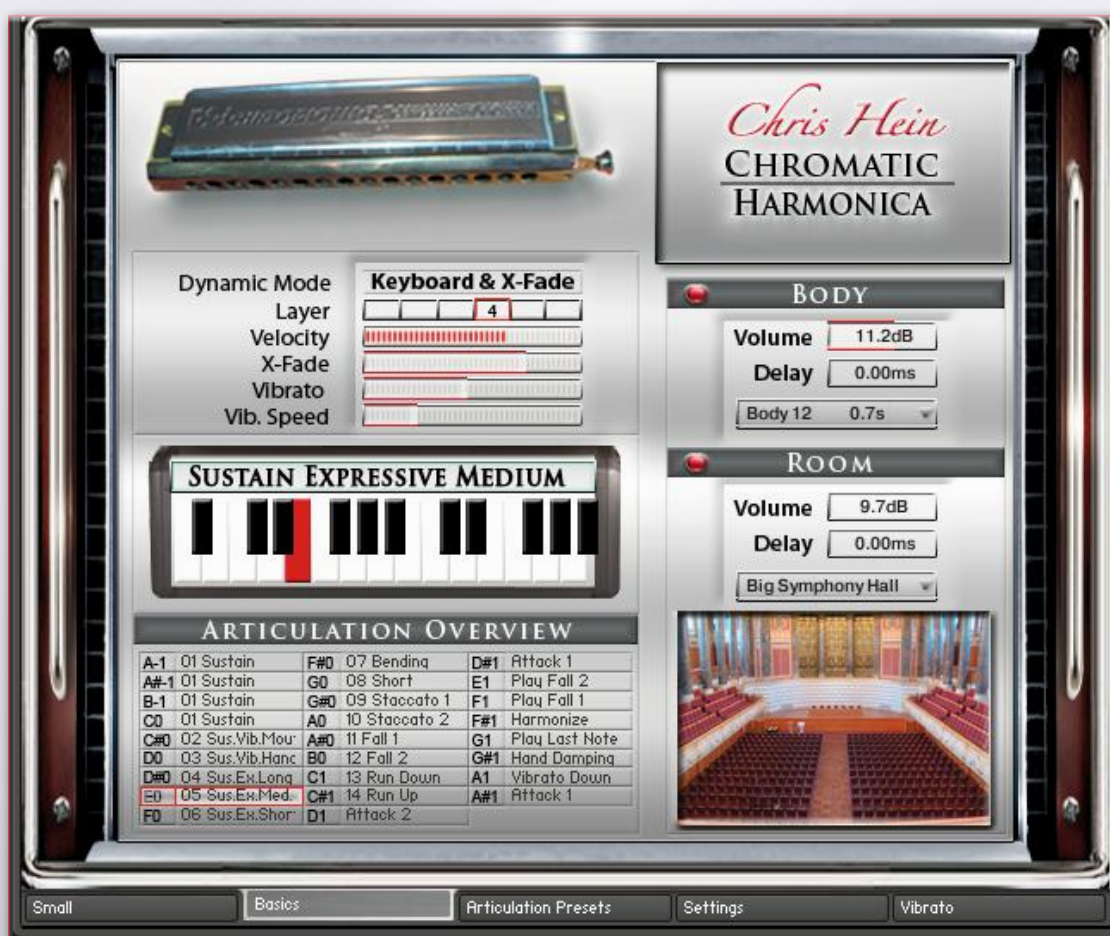 Chris Hein
CHROMATIC
HARMONICA
Dynamic Mode Keyboard & X-Fade
Layer 4
Velocity
X-Fade
Vibrato
Vib. Speed
SUSTAIN EXPRESSIVE MEDIUM
ARTICULATION OVERVIEW
A-1 01 Sustain F#0 07 Bending D#1 Attack 1
A#-1 01 Sustain G0 08 Short E1 Play Fall 2
B-1 01 Sustain G#0 09 Staccato 1 F1 Play Fall 1
C0 01 Sustain A0 10 Staccato 2 F#1 Harmonize
C#0 02 Sus.Vib.Mou A#0 11 Fall 1 G1 Play Last Note
D0 03 Sus.Vib.Hanc B0 12 Fall 2 G#1 Hand Damping
D#0 04 Sus.Ex.Long C1 13 Run Down A1 Vibrato Down
E0 05 Sus.Ex.Med. C#1 14 Run Up A#1 Attack 1
F0 06 Sus.Ex.Shor D1 Attack 2
BODY
Volume 11.2dB
Delay 0.00ms
Body 12 0.7s
ROOM
Volume 9.7dB
Delay 0.00ms
Big Symphony Hall
Small Basics Articulation Presets Settings Vibrato